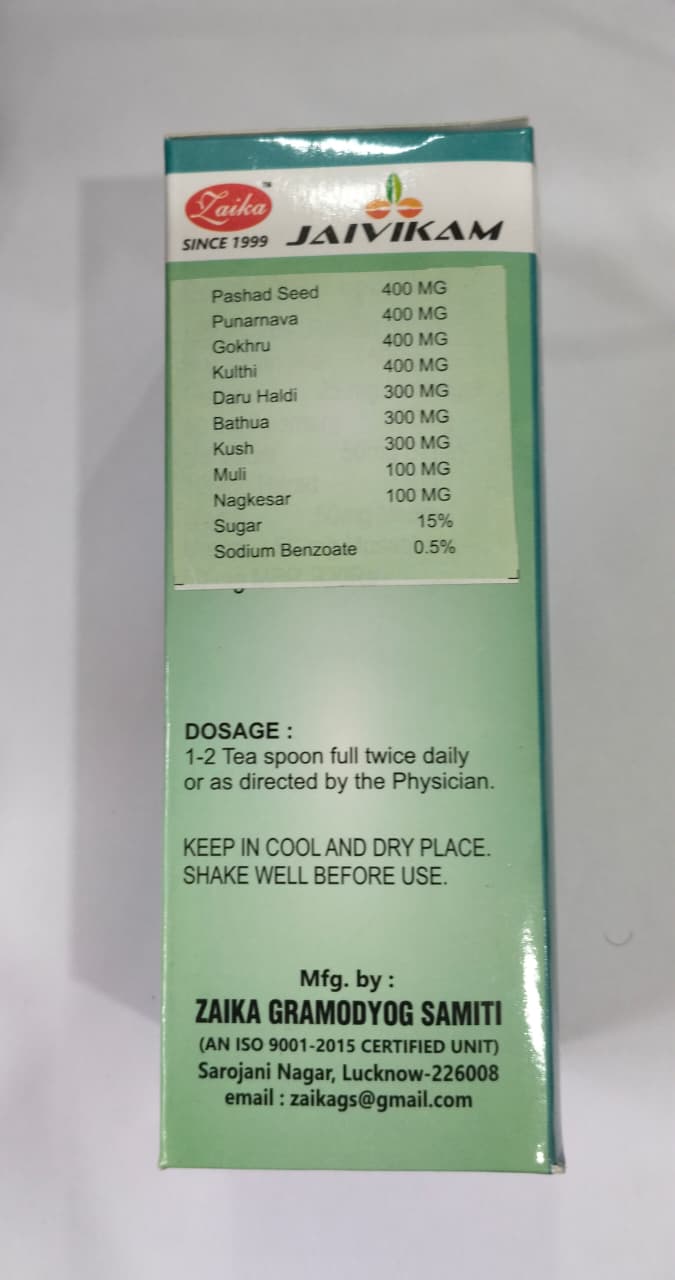 Zaika™
SINCE 1999
JAIVIKAM
Pashad Seed 400 MG
Punarnava 400 MG
Gokhru 400 MG
Kulthi 400 MG
Daru Haldi 300 MG
Bathua 300 MG
Kush 300 MG
Muli 100 MG
Nagkesar 100 MG
Sugar 15%
Sodium Benzoate 0.5%
DOSAGE :
1-2 Tea spoon full twice daily
or as directed by the Physician.
KEEP IN COOL AND DRY PLACE.
SHAKE WELL BEFORE USE.
Mfg. by :
ZAIKA GRAMODYOG SAMITI
(AN ISO 9001-2015 CERTIFIED UNIT)
Sarojani Nagar, Lucknow-226008
email : zaikags@gmail.com